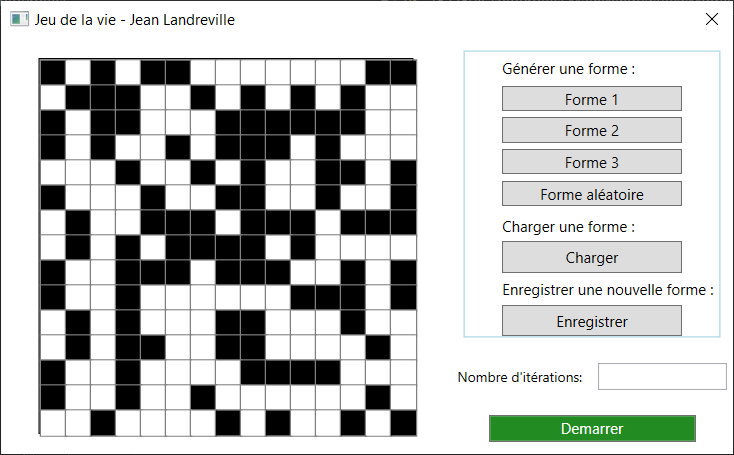 Jeu de la vie - Jean Landreville
Générer une forme :
Forme 1
Forme 2
Forme 3
Forme aléatoire
Charger une forme :
Charger
Enregistrer une nouvelle forme :
Enregistrer
Nombre d'itérations:
Demarrer